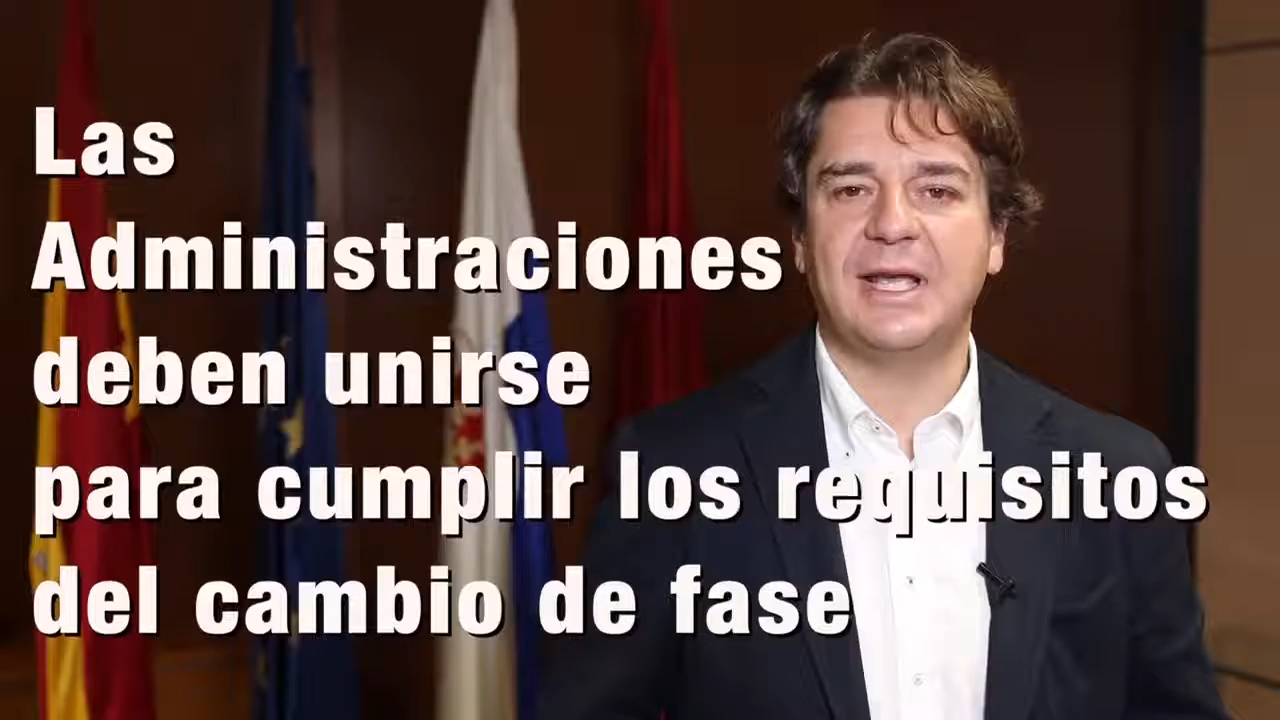 Las
Administraciones
deben unirse
para cumplir los requisitos
del cambio de fase